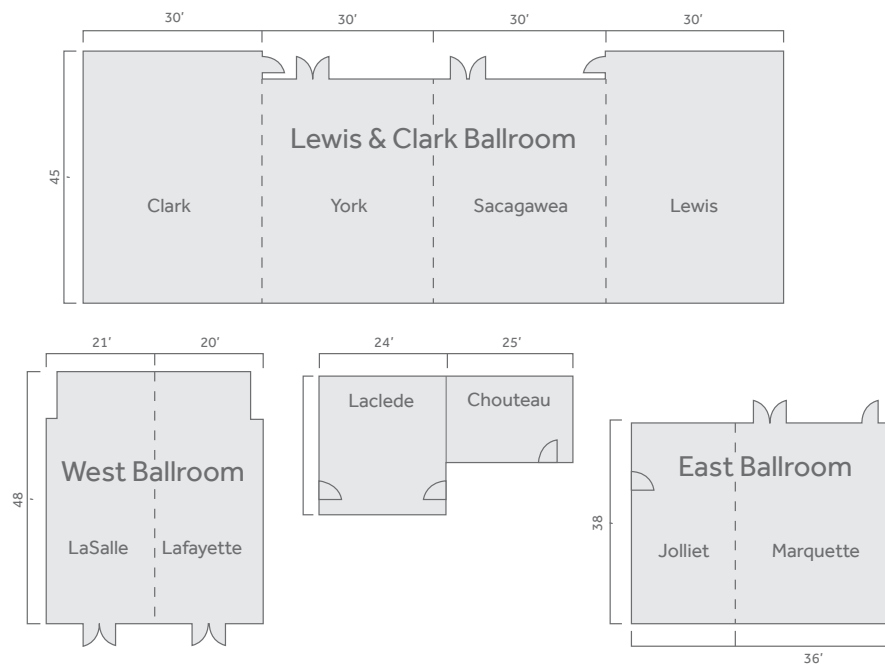 30’ 30’ 30’ 30’
45’
Lewis & Clark Ballroom
Clark York Sacagawea Lewis
21’ 20’
48’
West Ballroom
LaSalle Lafayette
24’ 25’
Laclede Chouteau
38’
East Ballroom
Jolliet Marquette
36’